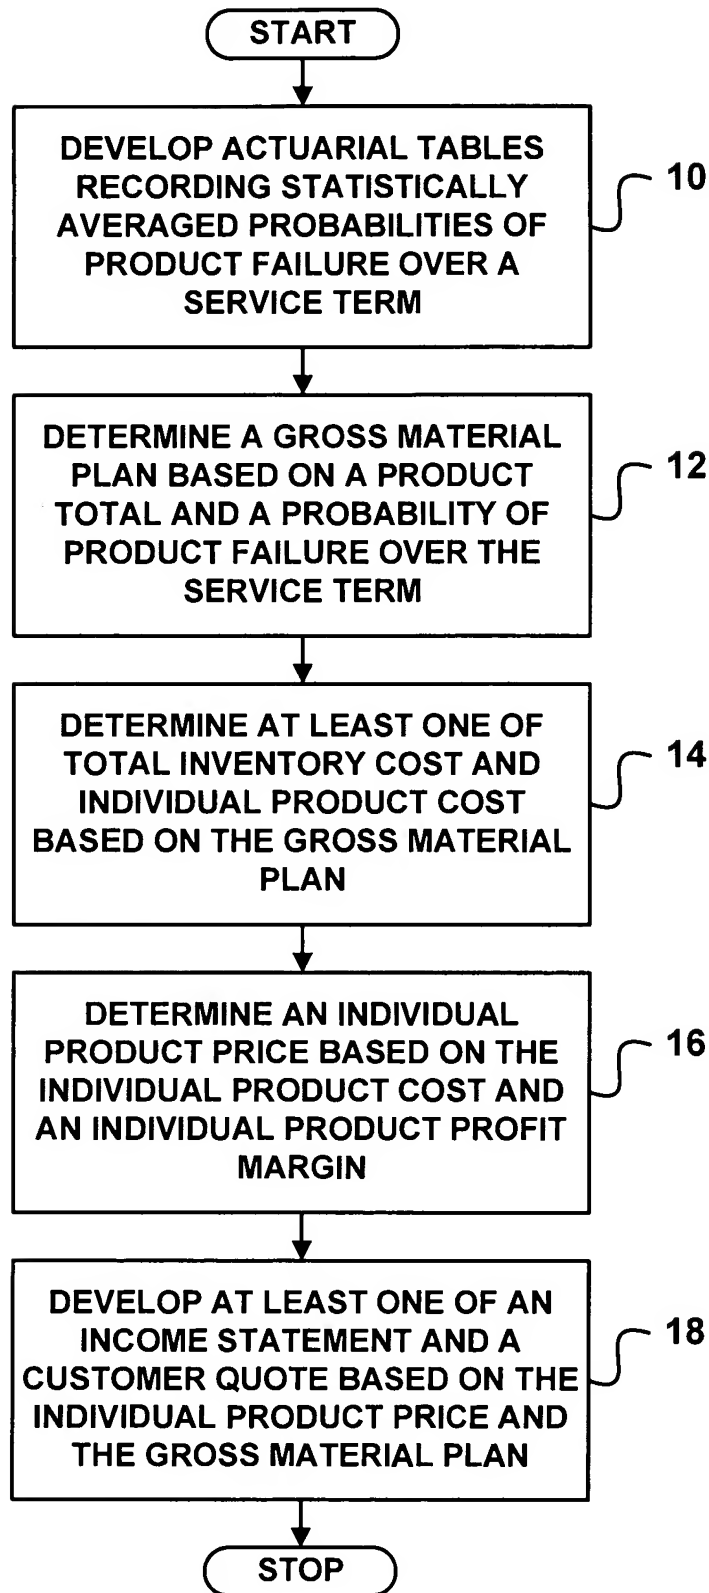 START
DEVELOP ACTUARIAL TABLES
RECORDING STATISTICALLY
AVERAGED PROBABILITIES OF
PRODUCT FAILURE OVER A
SERVICE TERM
10
DETERMINE A GROSS MATERIAL
PLAN BASED ON A PRODUCT
TOTAL AND A PROBABILITY OF
PRODUCT FAILURE OVER THE
SERVICE TERM
12
DETERMINE AT LEAST ONE OF
TOTAL INVENTORY COST AND
INDIVIDUAL PRODUCT COST
BASED ON THE GROSS MATERIAL
PLAN
14
DETERMINE AN INDIVIDUAL
PRODUCT PRICE BASED ON THE
INDIVIDUAL PRODUCT COST AND
AN INDIVIDUAL PRODUCT PROFIT
MARGIN
16
DEVELOP AT LEAST ONE OF AN
INCOME STATEMENT AND A
CUSTOMER QUOTE BASED ON THE
INDIVIDUAL PRODUCT PRICE AND
THE GROSS MATERIAL PLAN
18
STOP